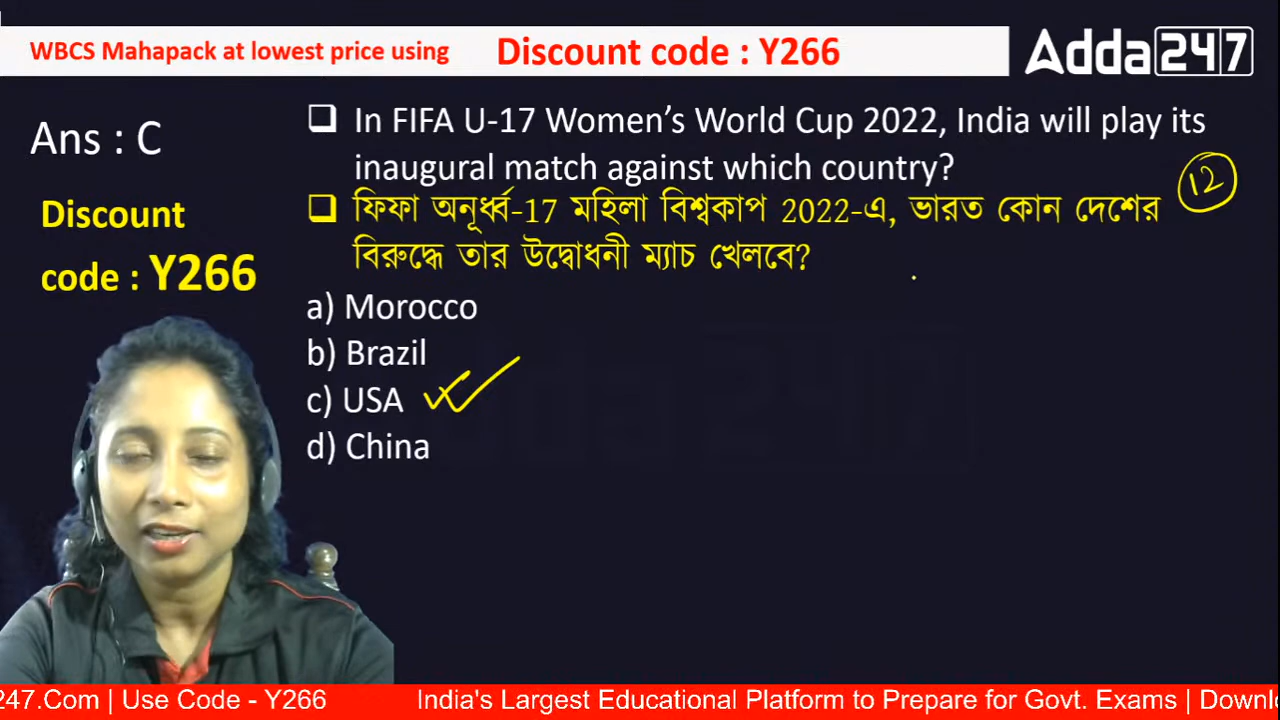 WBCS Mahapack at lowest price using Discount code : Y266
Adda247
Ans : C
Discount
code : Y266
In FIFA U-17 Women's World Cup 2022, India will play its
inaugural match against which country?
12
ফিফা অনূর্ধ্ব-17 মহিলা বিশ্বকাপ 2022-এ, ভারত কোন দেশের
বিরুদ্ধে তার উদ্বোধনী ম্যাচ খেলবে?
a) Morocco
b) Brazil
c) USA
d) China
247.Com | Use Code - Y266 India's Largest Educational Platform to Prepare for Govt. Exams | Downl